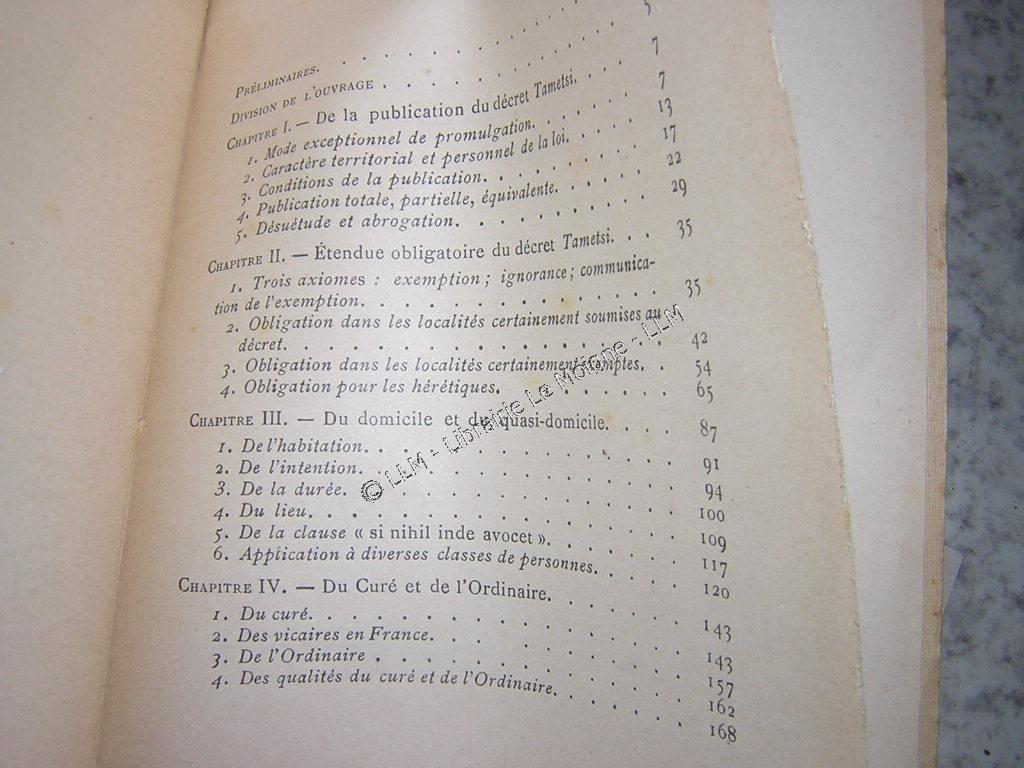 PRÉLIMINAIRES.
DIVISION DE L'OUVRAGE . . . . . . 5
CHAPITRE I. — De la publication du décret Tametsi. . . . 7
1. Mode exceptionnel de promulgation. . . . . . 7
2. Caractère territorial et personnel de la loi. . . . . 13
3. Conditions de la publication. . . . . . . 17
4. Publication totale, partielle, équivalente. . . . . . 22
5. Désuétude et abrogation. . . . . . . . 29
CHAPITRE II. — Étendue obligatoire du décret Tametsi. . . 35
1. Trois axiomes : exemption ; ignorance ; communica-
tion de l'exemption. . . . . . . . . . . 35
2. Obligation dans les localités certainement soumises au
décret. . . . . . . . . . . . . 42
3. Obligation dans les localités certainement exemptes. . . 54
4. Obligation pour les hérétiques. . . . . . . . 65
CHAPITRE III. — Du domicile et du quasi-domicile. . . . . 87
1. De l'habitation. . . . . . . . . . 91
2. De l'intention. . . . . . . . . . 94
3. De la durée. . . . . . . . . . . 100
4. Du lieu. . . . . . . . . . . . 109
5. De la clause « si nihil inde avocet ». . . . . . 117
6. Application à diverses classes de personnes. . . . . 120
CHAPITRE IV. — Du Curé et de l'Ordinaire. . . . . . 143
1. Du curé. . . . . . . . . . . . 143
2. Des vicaires en France. . . . . . . . . 157
3. De l'Ordinaire . . . . . . . . . . 162
4. Des qualités du curé et de l'Ordinaire. . . . . . 168
© LLM - Librairie Le Moigne - LLM